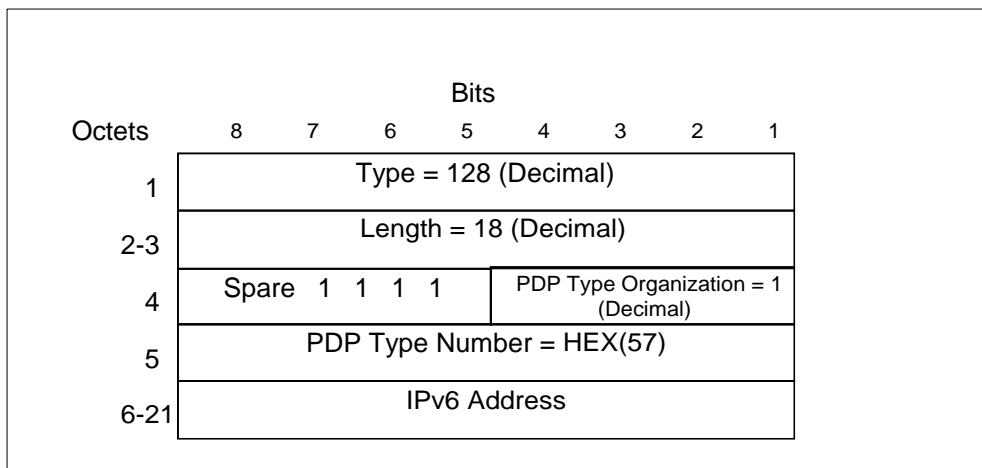 Bits
Octets 8 7 6 5 4 3 2 1
1 Type = 128 (Decimal)
2-3 Length = 18 (Decimal)
4 Spare 1 1 1 1 PDP Type Organization = 1
(Decimal)
5 PDP Type Number = HEX(57)
6-21 IPv6 Address